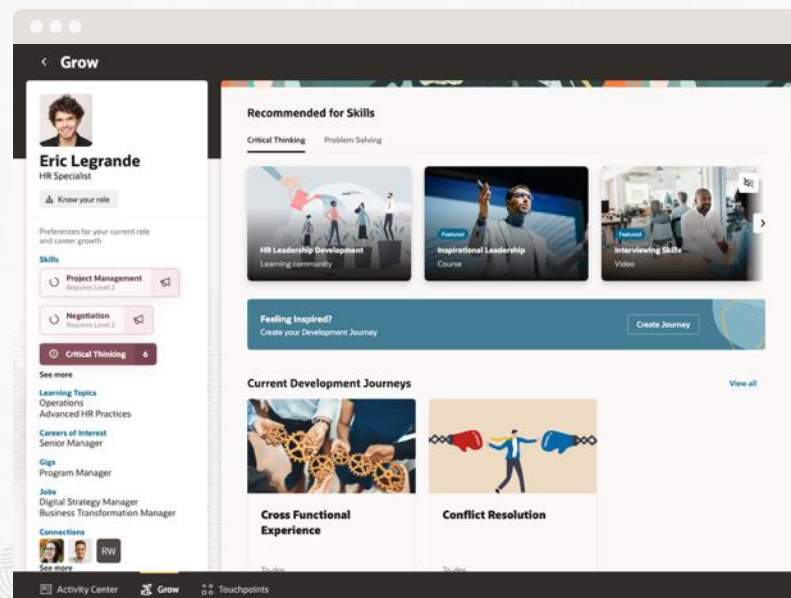 Grow
Eric Legrande
HR Specialist
Know your role
Preferences for your current role
and career growth
Skills
Project Management
Requires Level 2
Negotiation
Requires Level 2
Critical Thinking 6
See more
Learning Topics
Operations
Advanced HR Practices
Careers of Interest
Senior Manager
Gigs
Program Manager
Jobs
Digital Strategy Manager
Business Transformation Manager
Connections
RW
See more
Recommended for Skills
Critical Thinking Problem Solving
HR Leadership Development
Learning community
Featured
Inspirational Leadership
Course
Featured
Interviewing Skills
Video
Feeling Inspired?
Create your Development Journey
Create Journey
Current Development Journeys View all
Cross Functional
Experience
To-dos
Conflict Resolution
To-dos
Activity Center Grow Touchpoints